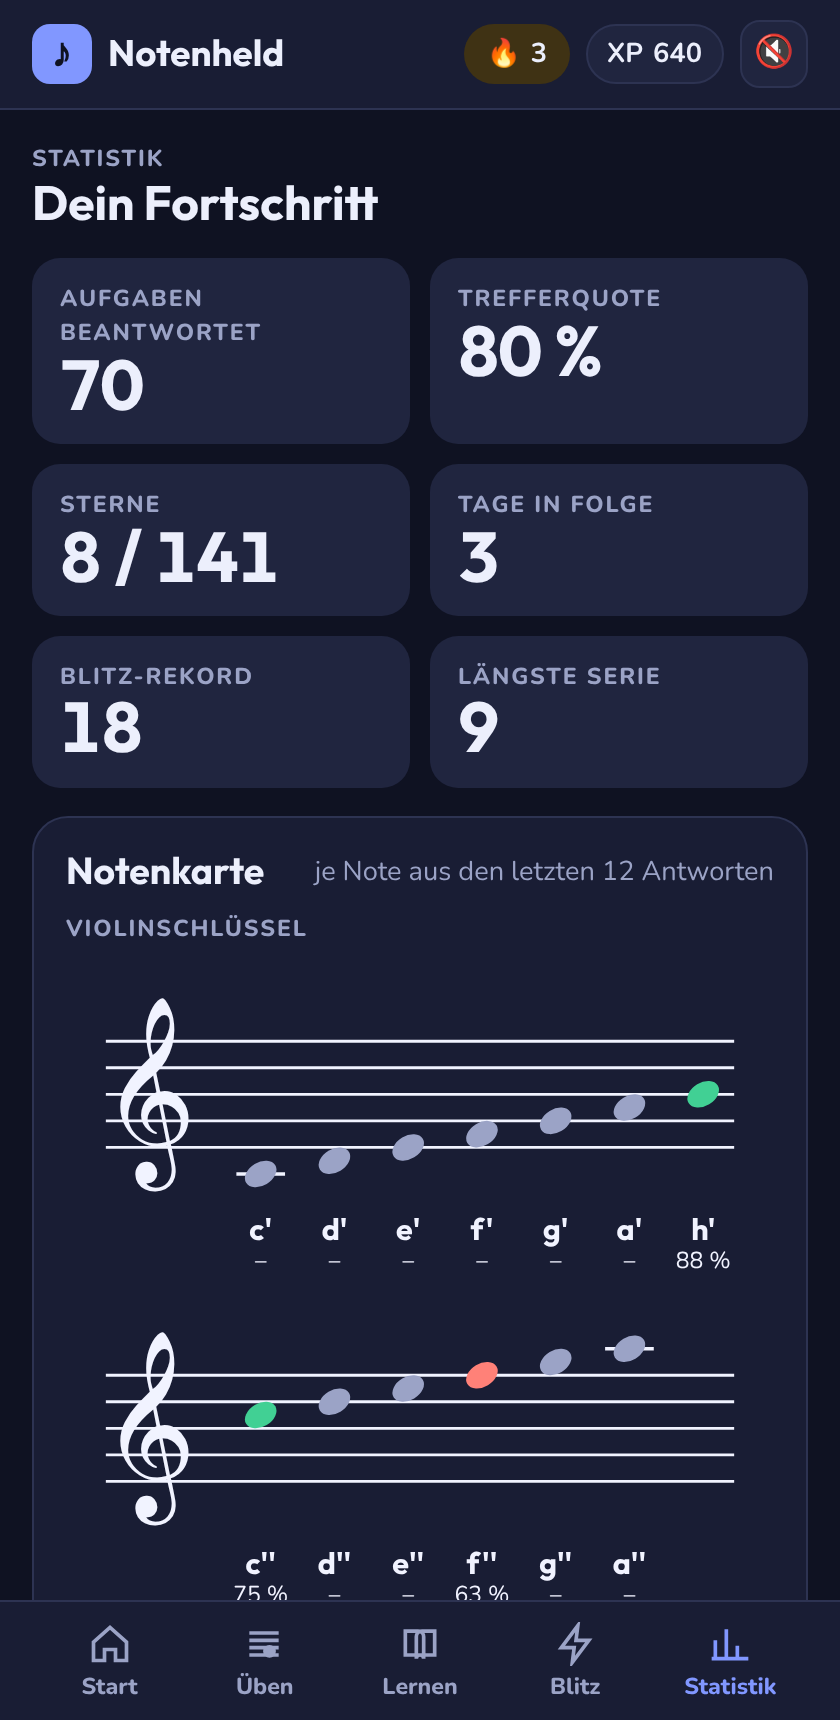 Notenheld
3
XP 640
STATISTIK
Dein Fortschritt
AUFGABEN
BEANTWORTET
70
TREFFERQUOTE
80 %
STERNE
8 / 141
TAGE IN FOLGE
3
BLITZ-REKORD
18
LÄNGSTE SERIE
9
Notenkarte
je Note aus den letzten 12 Antworten
VIOLINSCHLÜSSEL
c' d' e' f' g' a' h'
– – – – – – 88 %
c'' d'' e'' f'' g'' a''
75 % – – 63 % – –
Start Üben Lernen Blitz Statistik